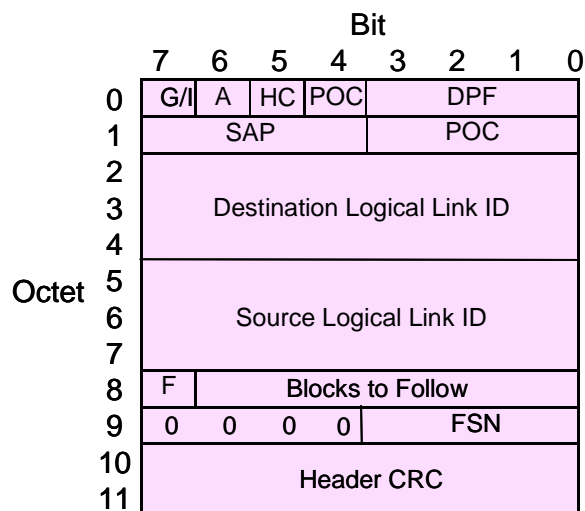 Bit
7 6 5 4 3 2 1 0
0 G/I A HC POC DPF
1 SAP POC
2
3 Destination Logical Link ID
4
Octet 5
6 Source Logical Link ID
7
8 F Blocks to Follow
9 0 0 0 0 FSN
10
Header CRC
11